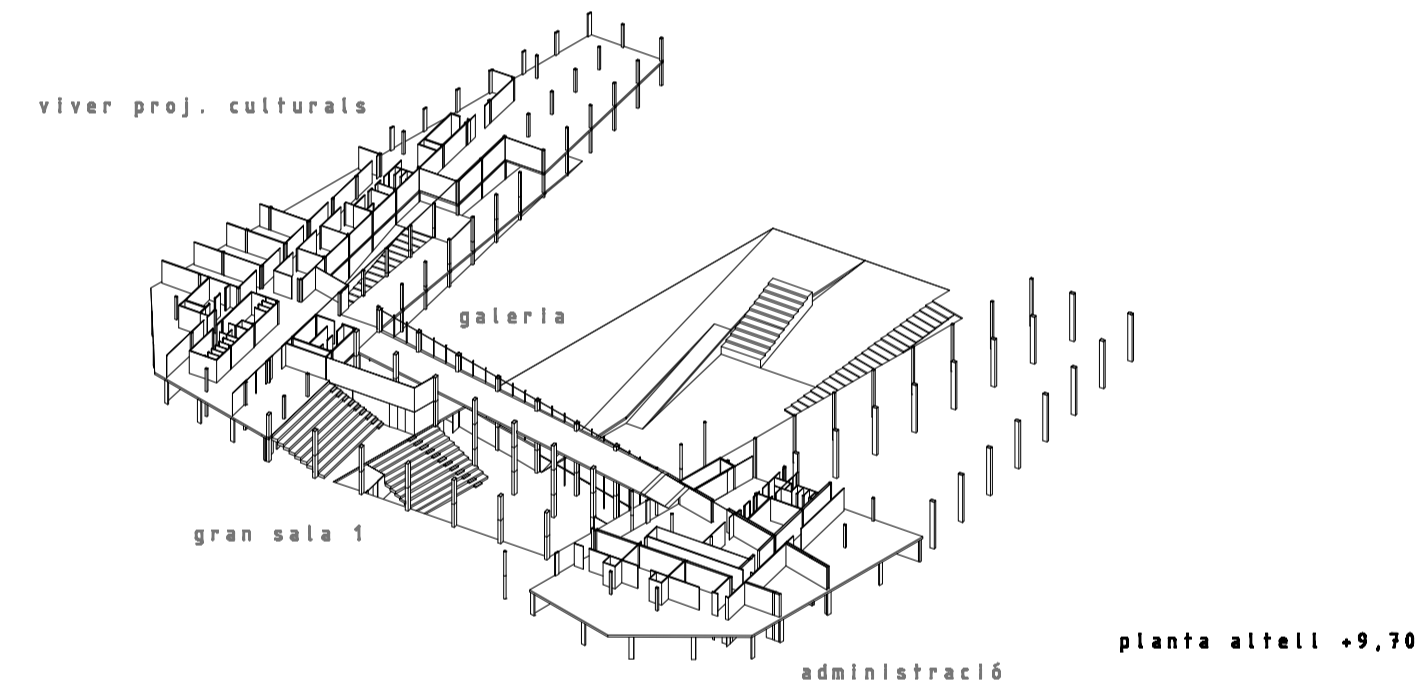 viver proj. culturals
galeria
gran sala 1
planta altell +9,70
administració